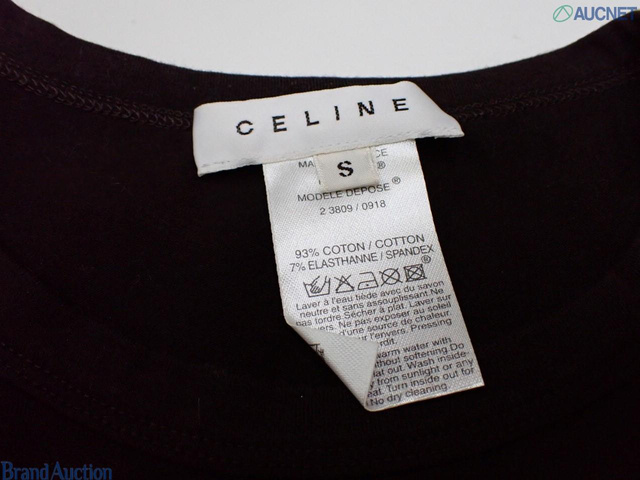 AUCNET
CELINE
S
MODELE DEPOSE®
2 3809 / 0918
93% COTON / COTTON
7% ELASTHANNE / SPANDEX
®
Laver à l'eau tiède avec du savon
neutre et sans assouplissant Ne
pas tordre. Sécher à plat. Laver sur
envers. Ne pas exposer au soleil
d'une source de chaleur.
l'envers. Pressing
warm water with
without softening Do
flat out. Wash inside-
from sunlight or any
Turn inside out for
No dry cleaning.
Brand Auction